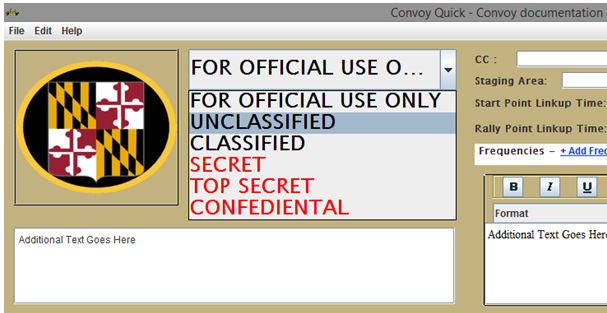 Convoy Quick - Convoy documentation
File Edit Help
FOR OFFICIAL USE O...
FOR OFFICIAL USE ONLY
UNCLASSIFIED
CLASSIFIED
SECRET
TOP SECRET
CONFEDIENTAL
Additional Text Goes Here
CC :
Staging Area:
Start Point Linkup Time:
Rally Point Linkup Time:
Frequencies – + Add Freq
B I U
Format
Additional Text Goes Here